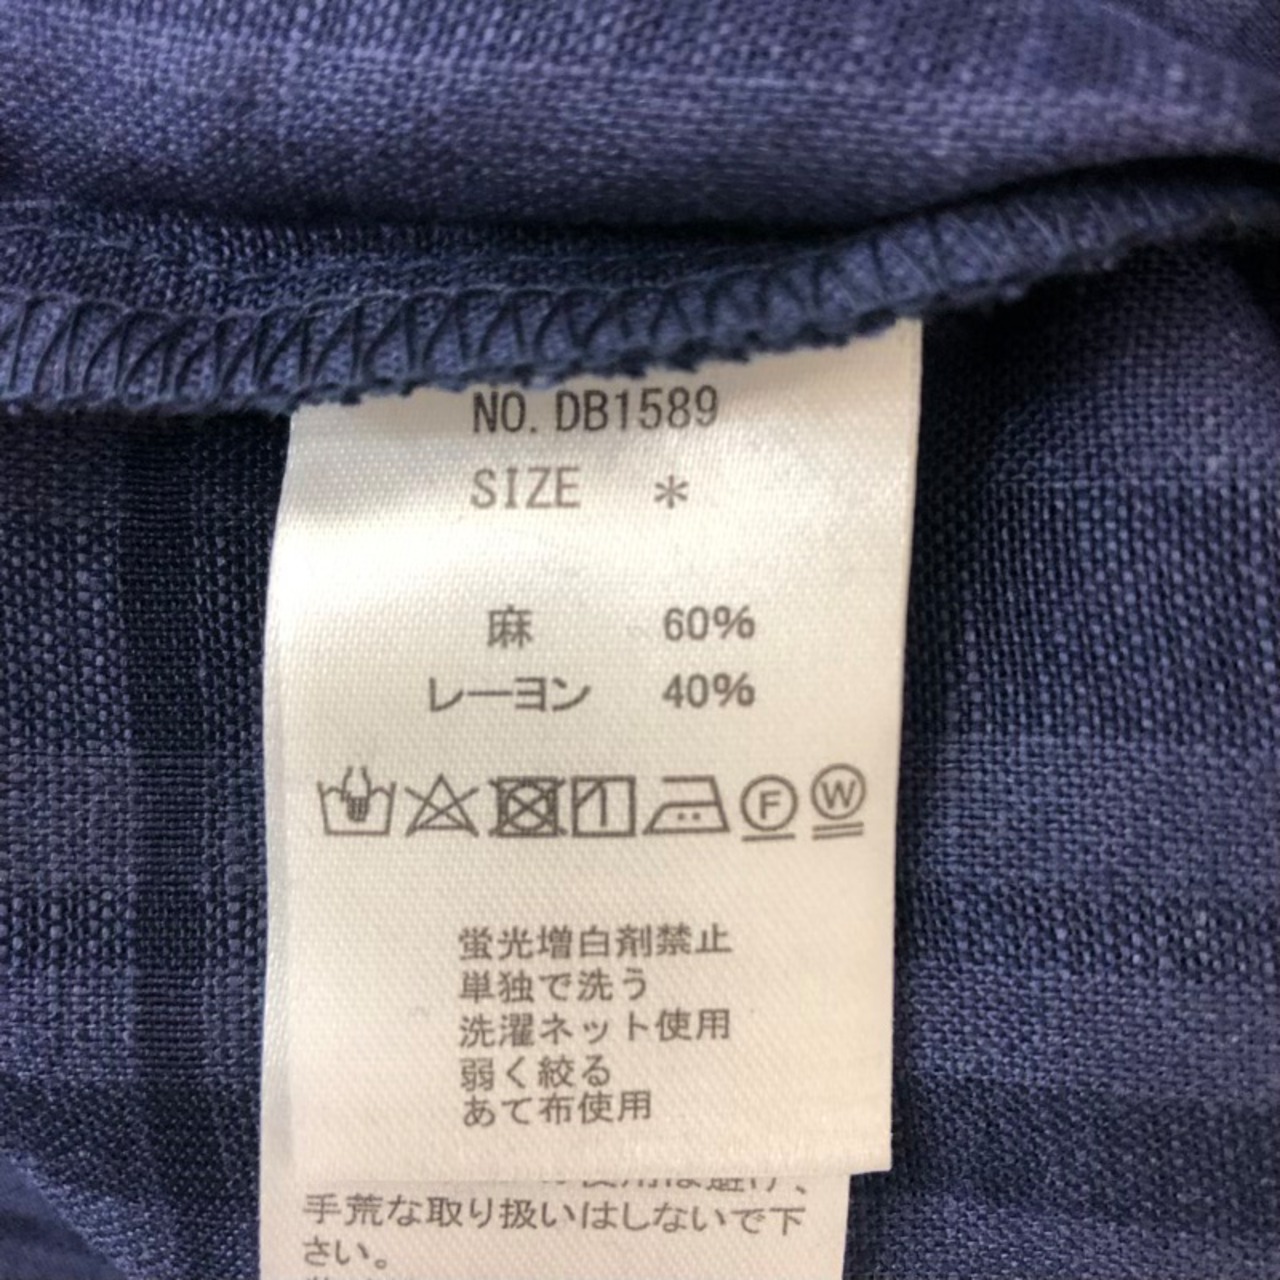 NO. DB1589
SIZE *
麻 60%
レーヨン 40%
F W
蛍光増白剤禁止
単独で洗う
洗濯ネット使用
弱く絞る
あて布使用
手荒な取り扱いはしないで下
さい。